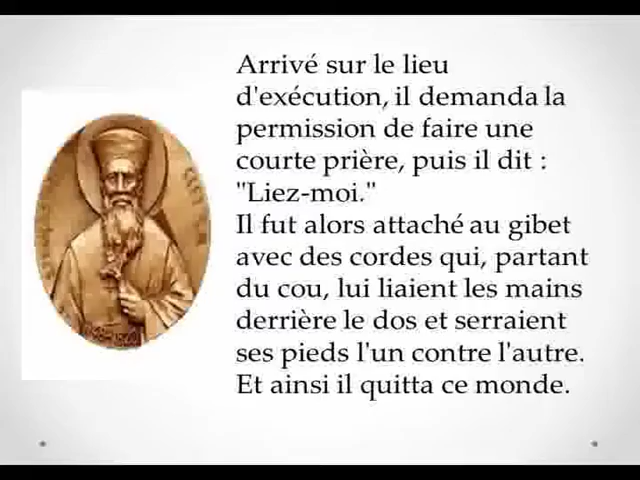 Arrivé sur le lieu
d'exécution, il demanda la
permission de faire une
courte prière, puis il dit :
"Liez-moi."
Il fut alors attaché au gibet
avec des cordes qui, partant
du cou, lui liaient les mains
derrière le dos et serraient
ses pieds l'un contre l'autre.
Et ainsi il quitta ce monde.